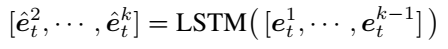 [ê_t^2, ⋯, ê_t^k] = LSTM([e_t^1, ⋯, e_t^{k−1}])